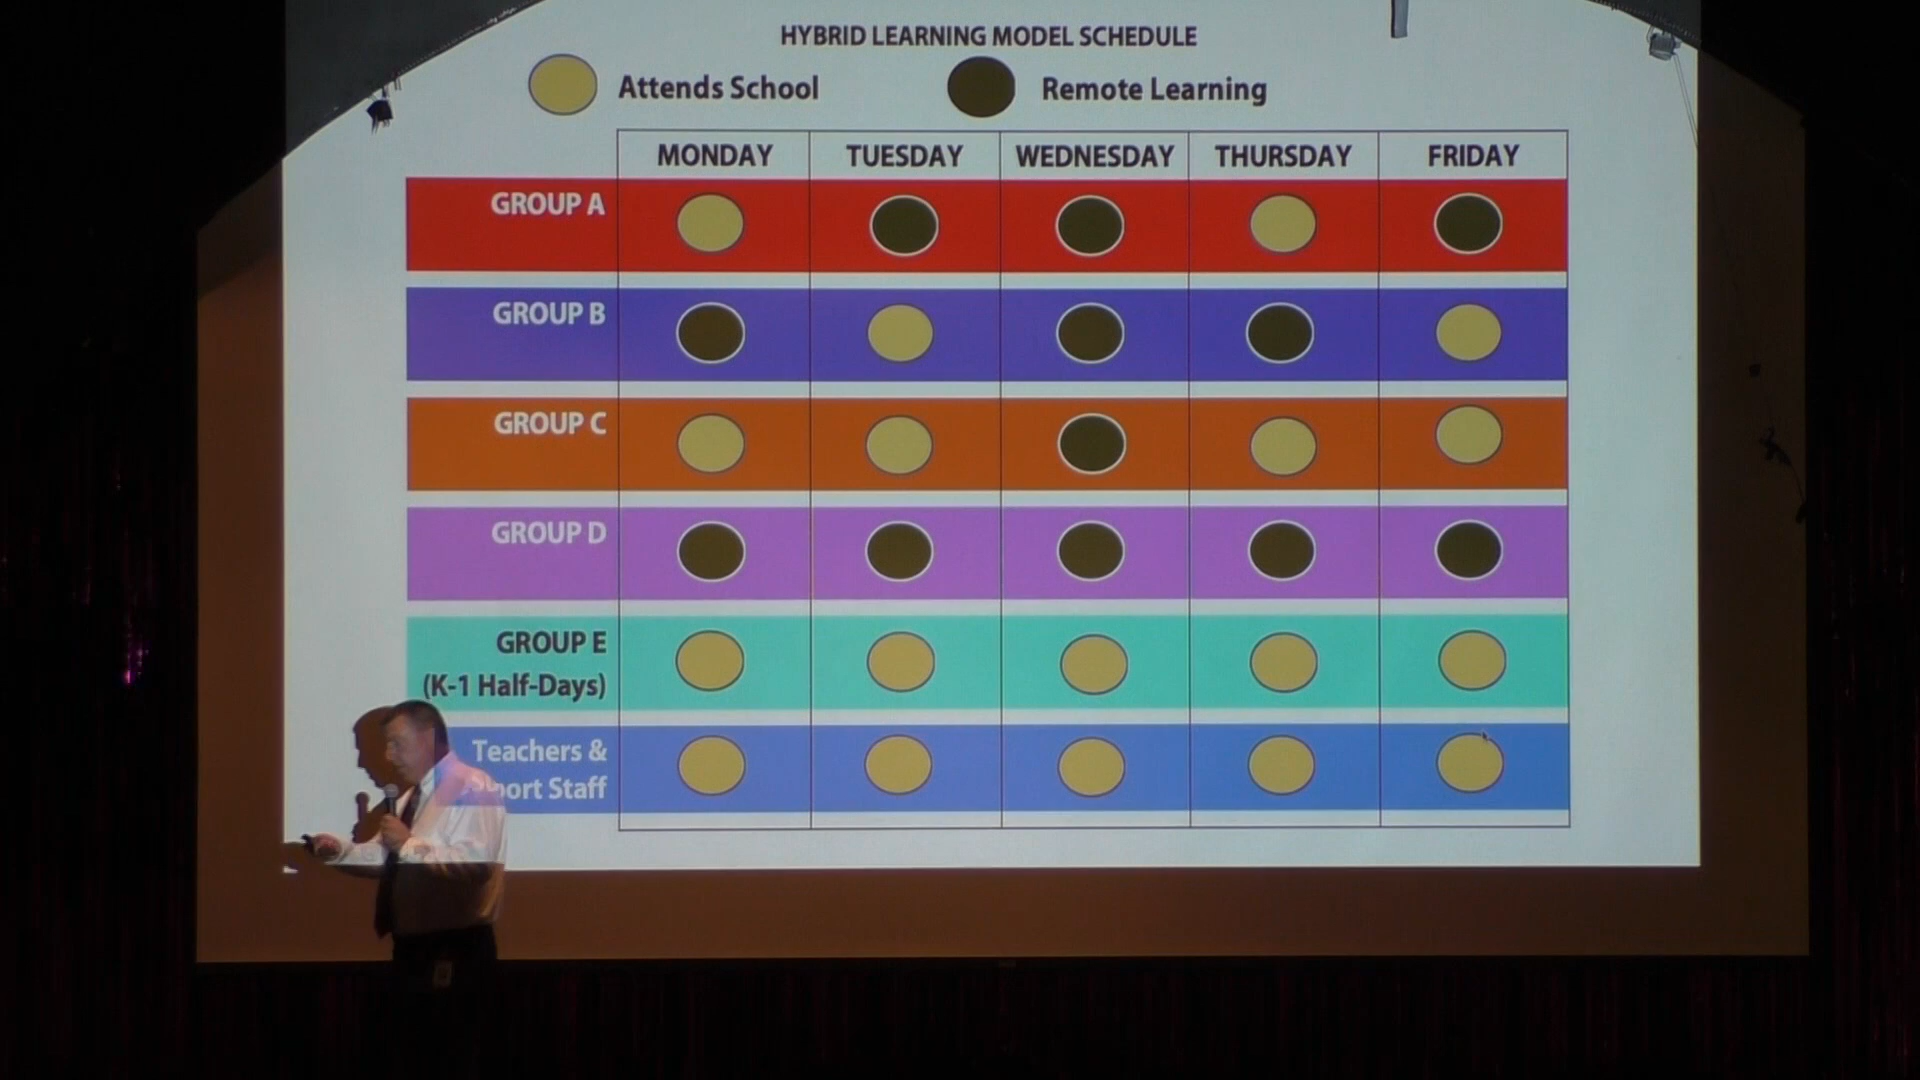 HYBRID LEARNING MODEL SCHEDULE
Attends School Remote Learning
MONDAY TUESDAY WEDNESDAY THURSDAY FRIDAY
GROUP A
GROUP B
GROUP C
GROUP D
GROUP E
(K-1 Half-Days)
Teachers &
Staff